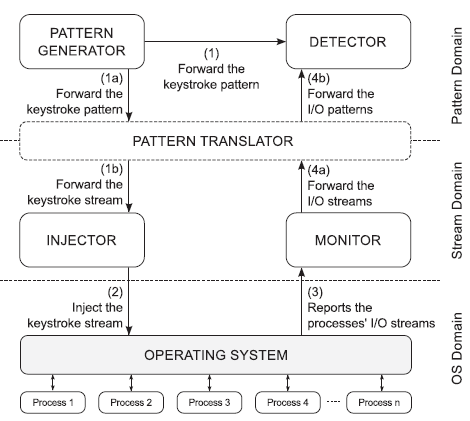 PATTERN
GENERATOR
DETECTOR
(1)
Forward the
keystroke pattern
(1a)
Forward the
keystroke pattern
(4b)
Forward the
I/O patterns
Pattern Domain
PATTERN TRANSLATOR
(1b)
Forward the
keystroke stream
(4a)
Forward the
I/O streams
Stream Domain
INJECTOR
MONITOR
(2)
Inject the
keystroke stream
(3)
Reports the
processes' I/O streams
OS Domain
OPERATING SYSTEM
Process 1
Process 2
Process 3
Process 4
Process n